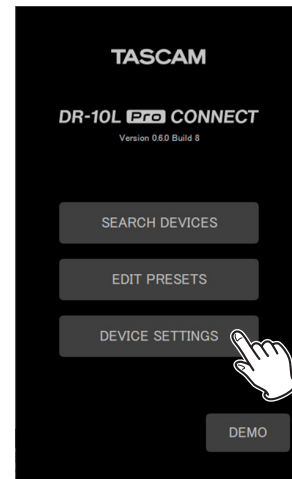 TASCAM
DR-10L Pro CONNECT
Version 0.6.0 Build 8
SEARCH DEVICES
EDIT PRESETS
DEVICE SETTINGS
DEMO